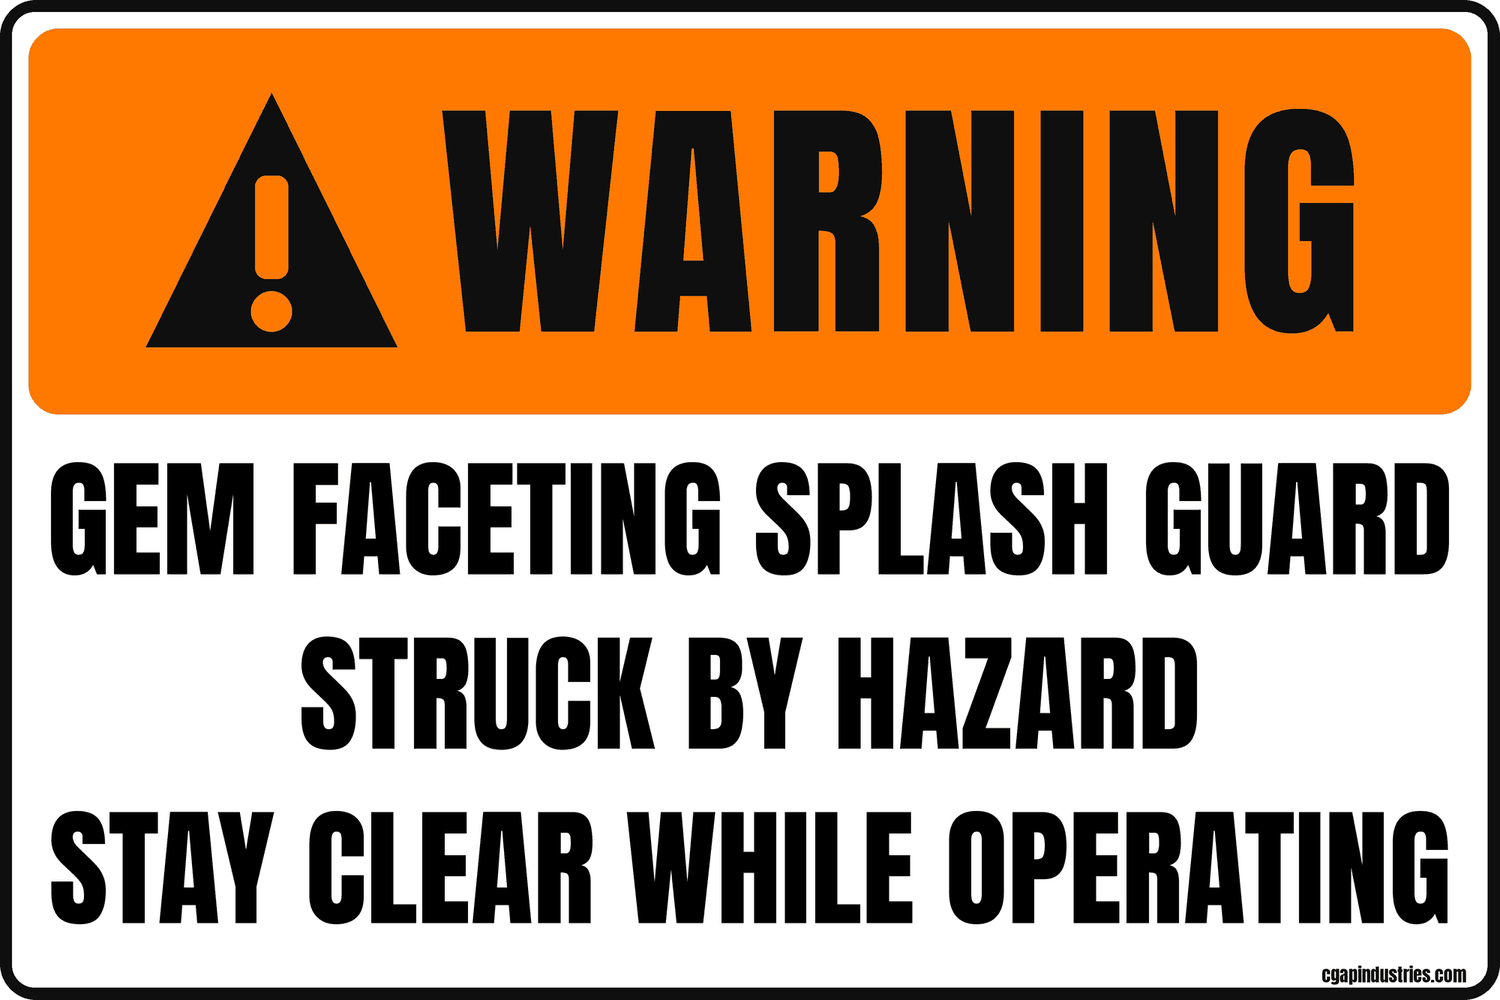 WARNING
GEM FACETING SPLASH GUARD
STRUCK BY HAZARD
STAY CLEAR WHILE OPERATING
cgapindustries.com